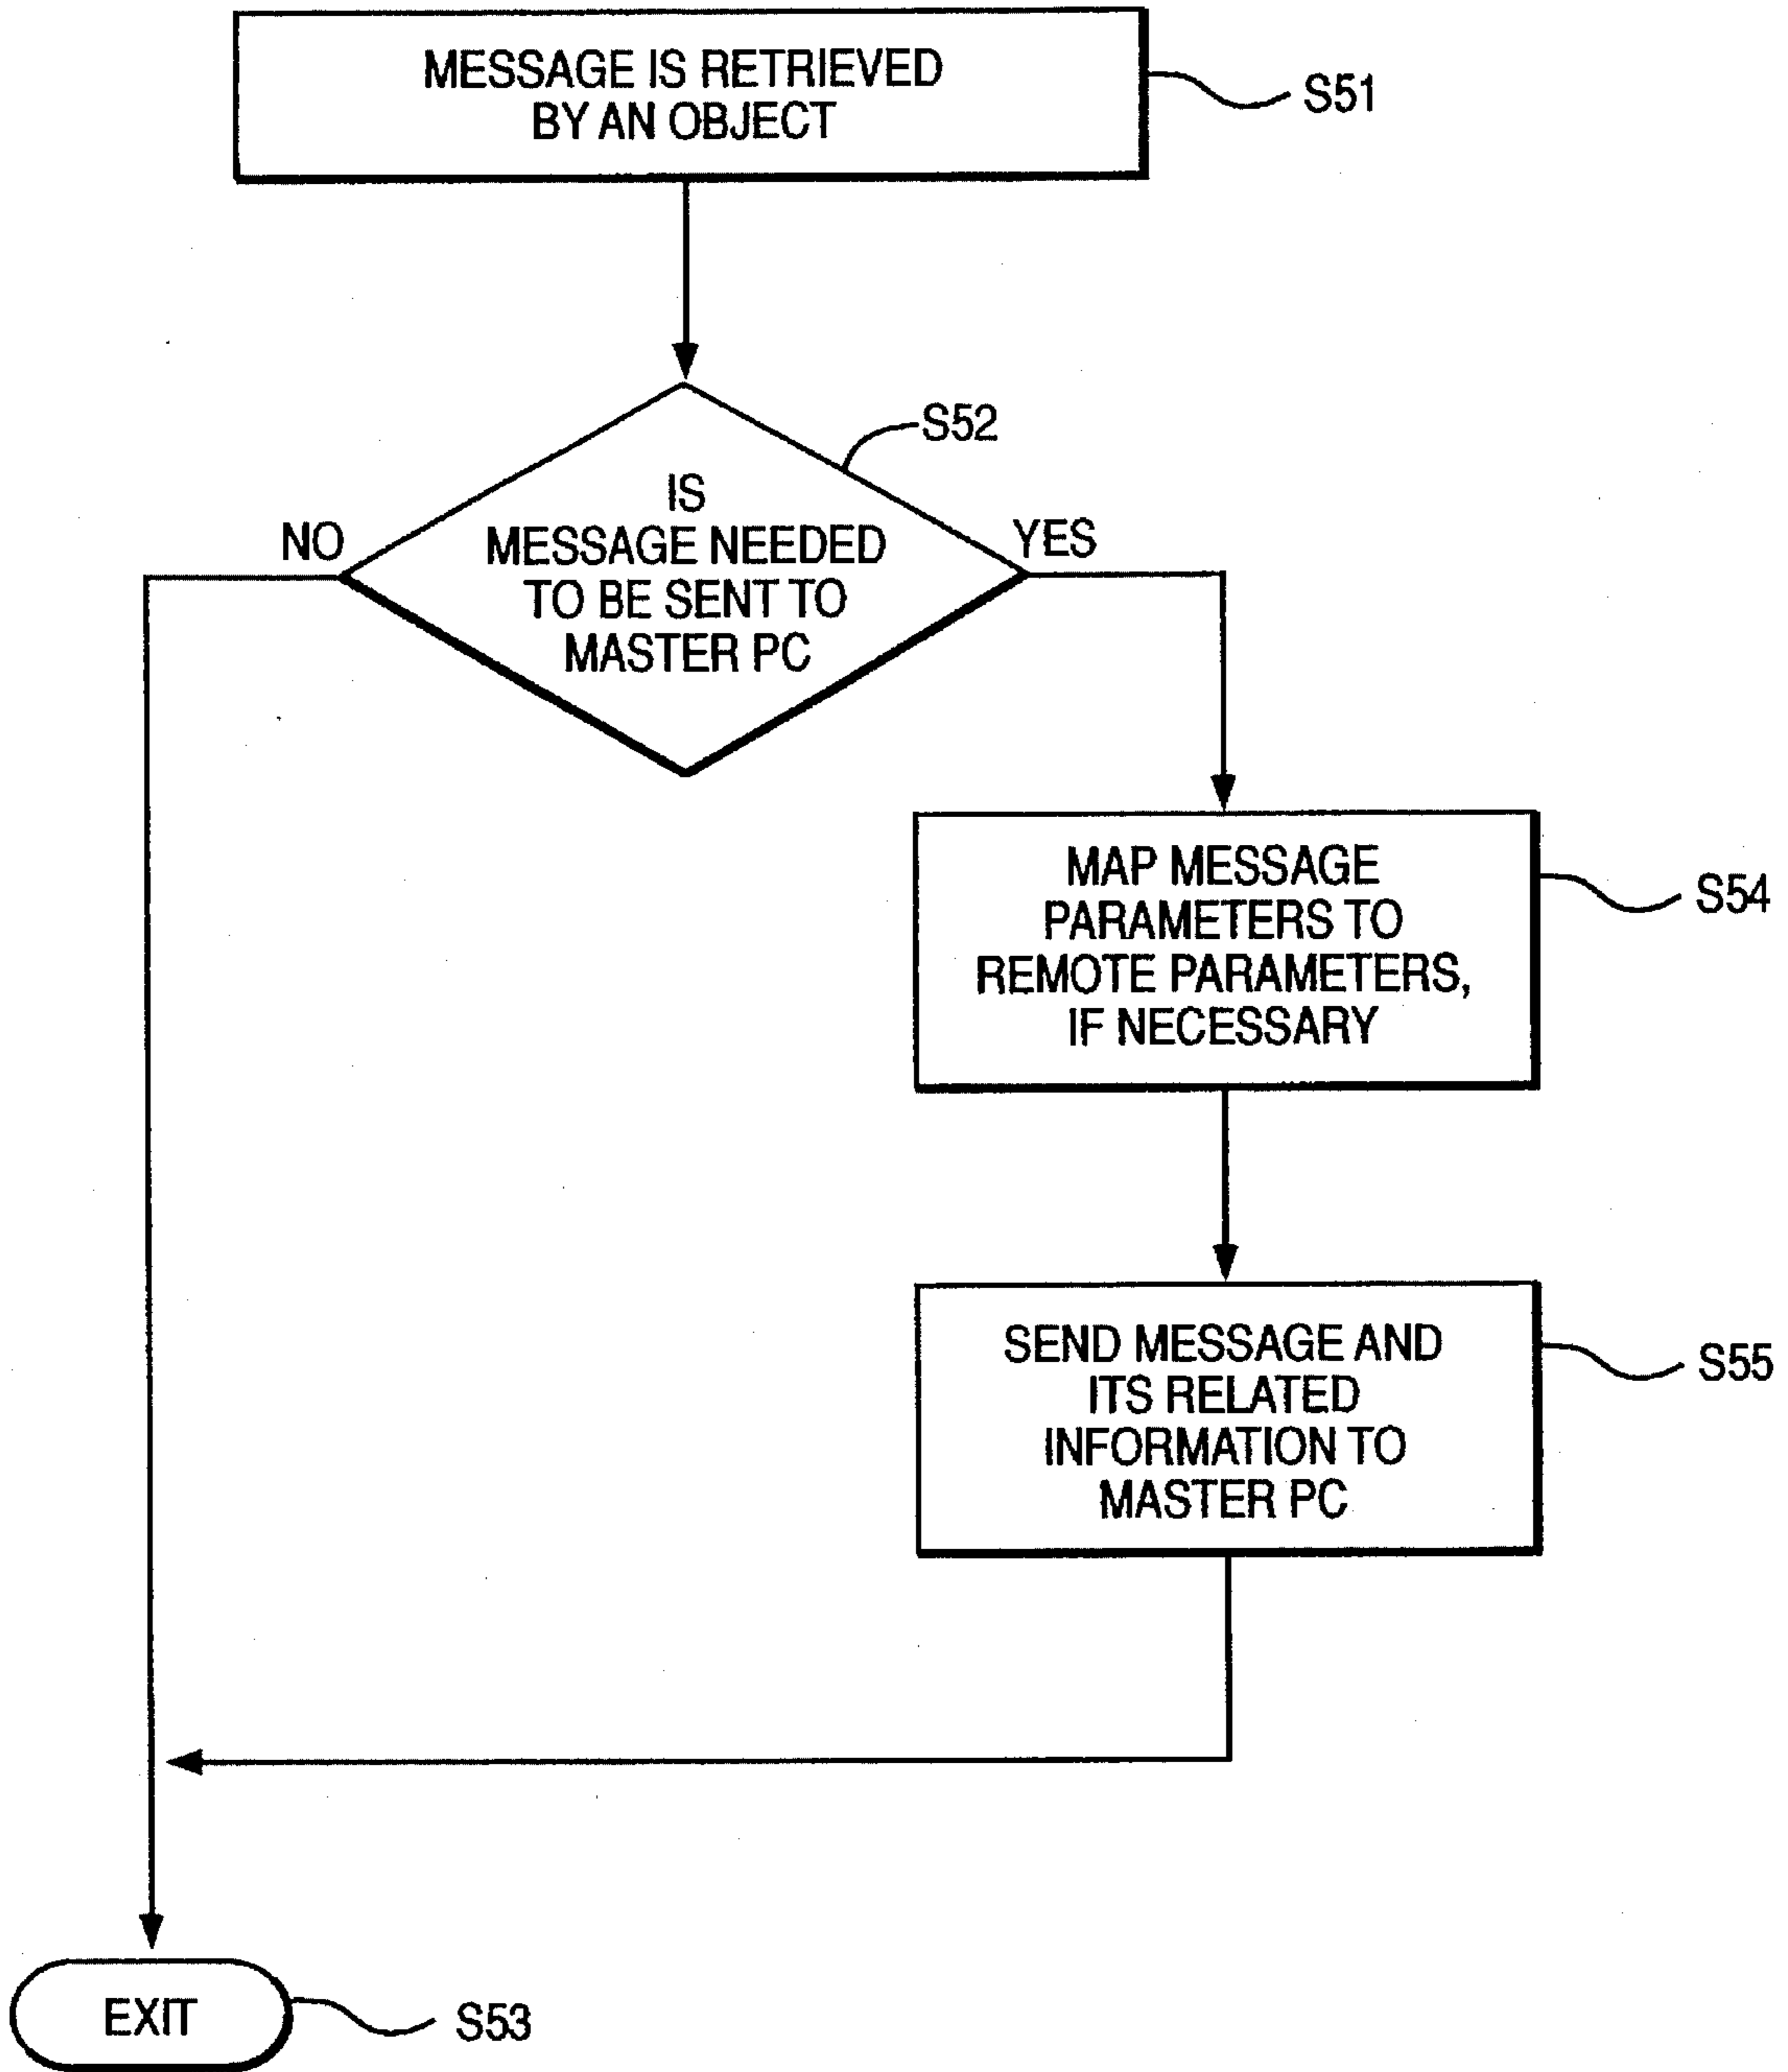 MESSAGE IS RETRIEVED
BY AN OBJECT
S51
S52
IS
MESSAGE NEEDED
TO BE SENT TO
MASTER PC
NO
YES
MAP MESSAGE
PARAMETERS TO
REMOTE PARAMETERS,
IF NECESSARY
S54
SEND MESSAGE AND
ITS RELATED
INFORMATION TO
MASTER PC
S55
EXIT
S53